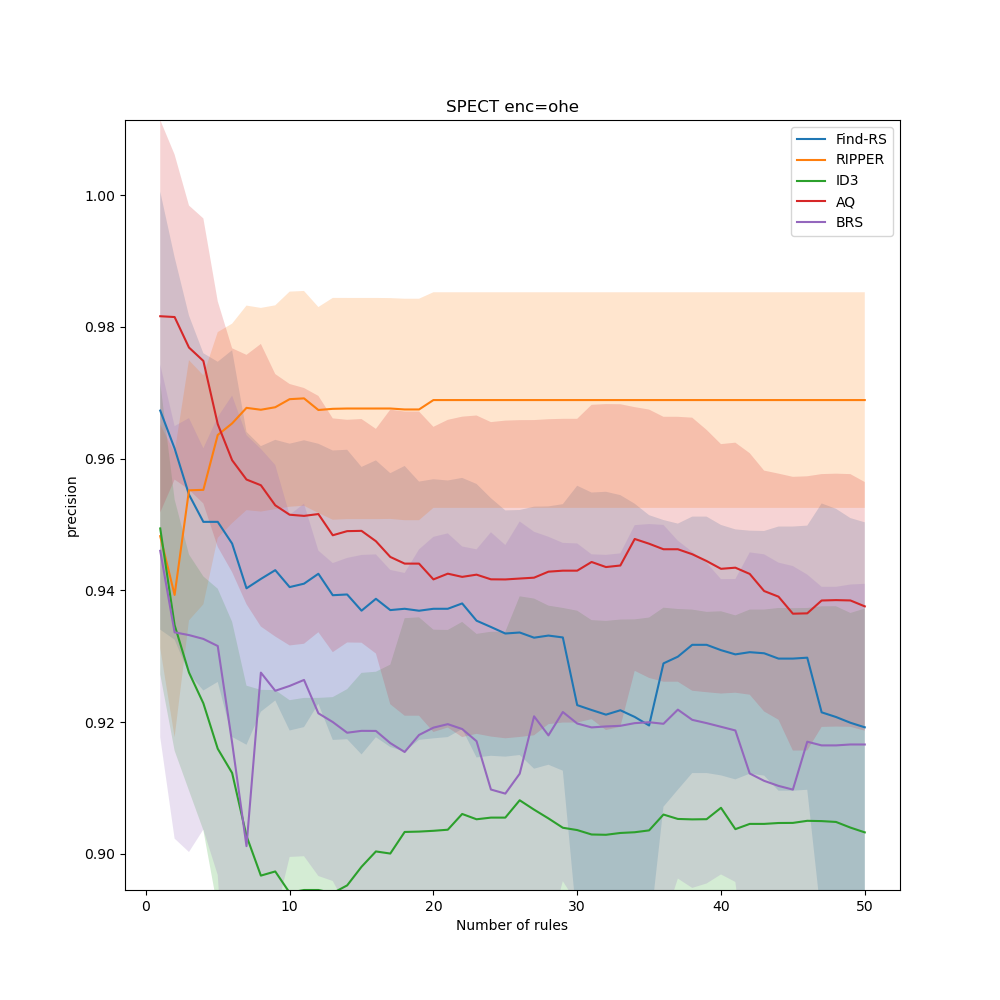 SPECT enc=ohe
Find-RS
RIPPER
ID3
AQ
BRS
1.00
0.98
0.96
0.94
0.92
0.90
precision
0
10
20
30
40
50
Number of rules